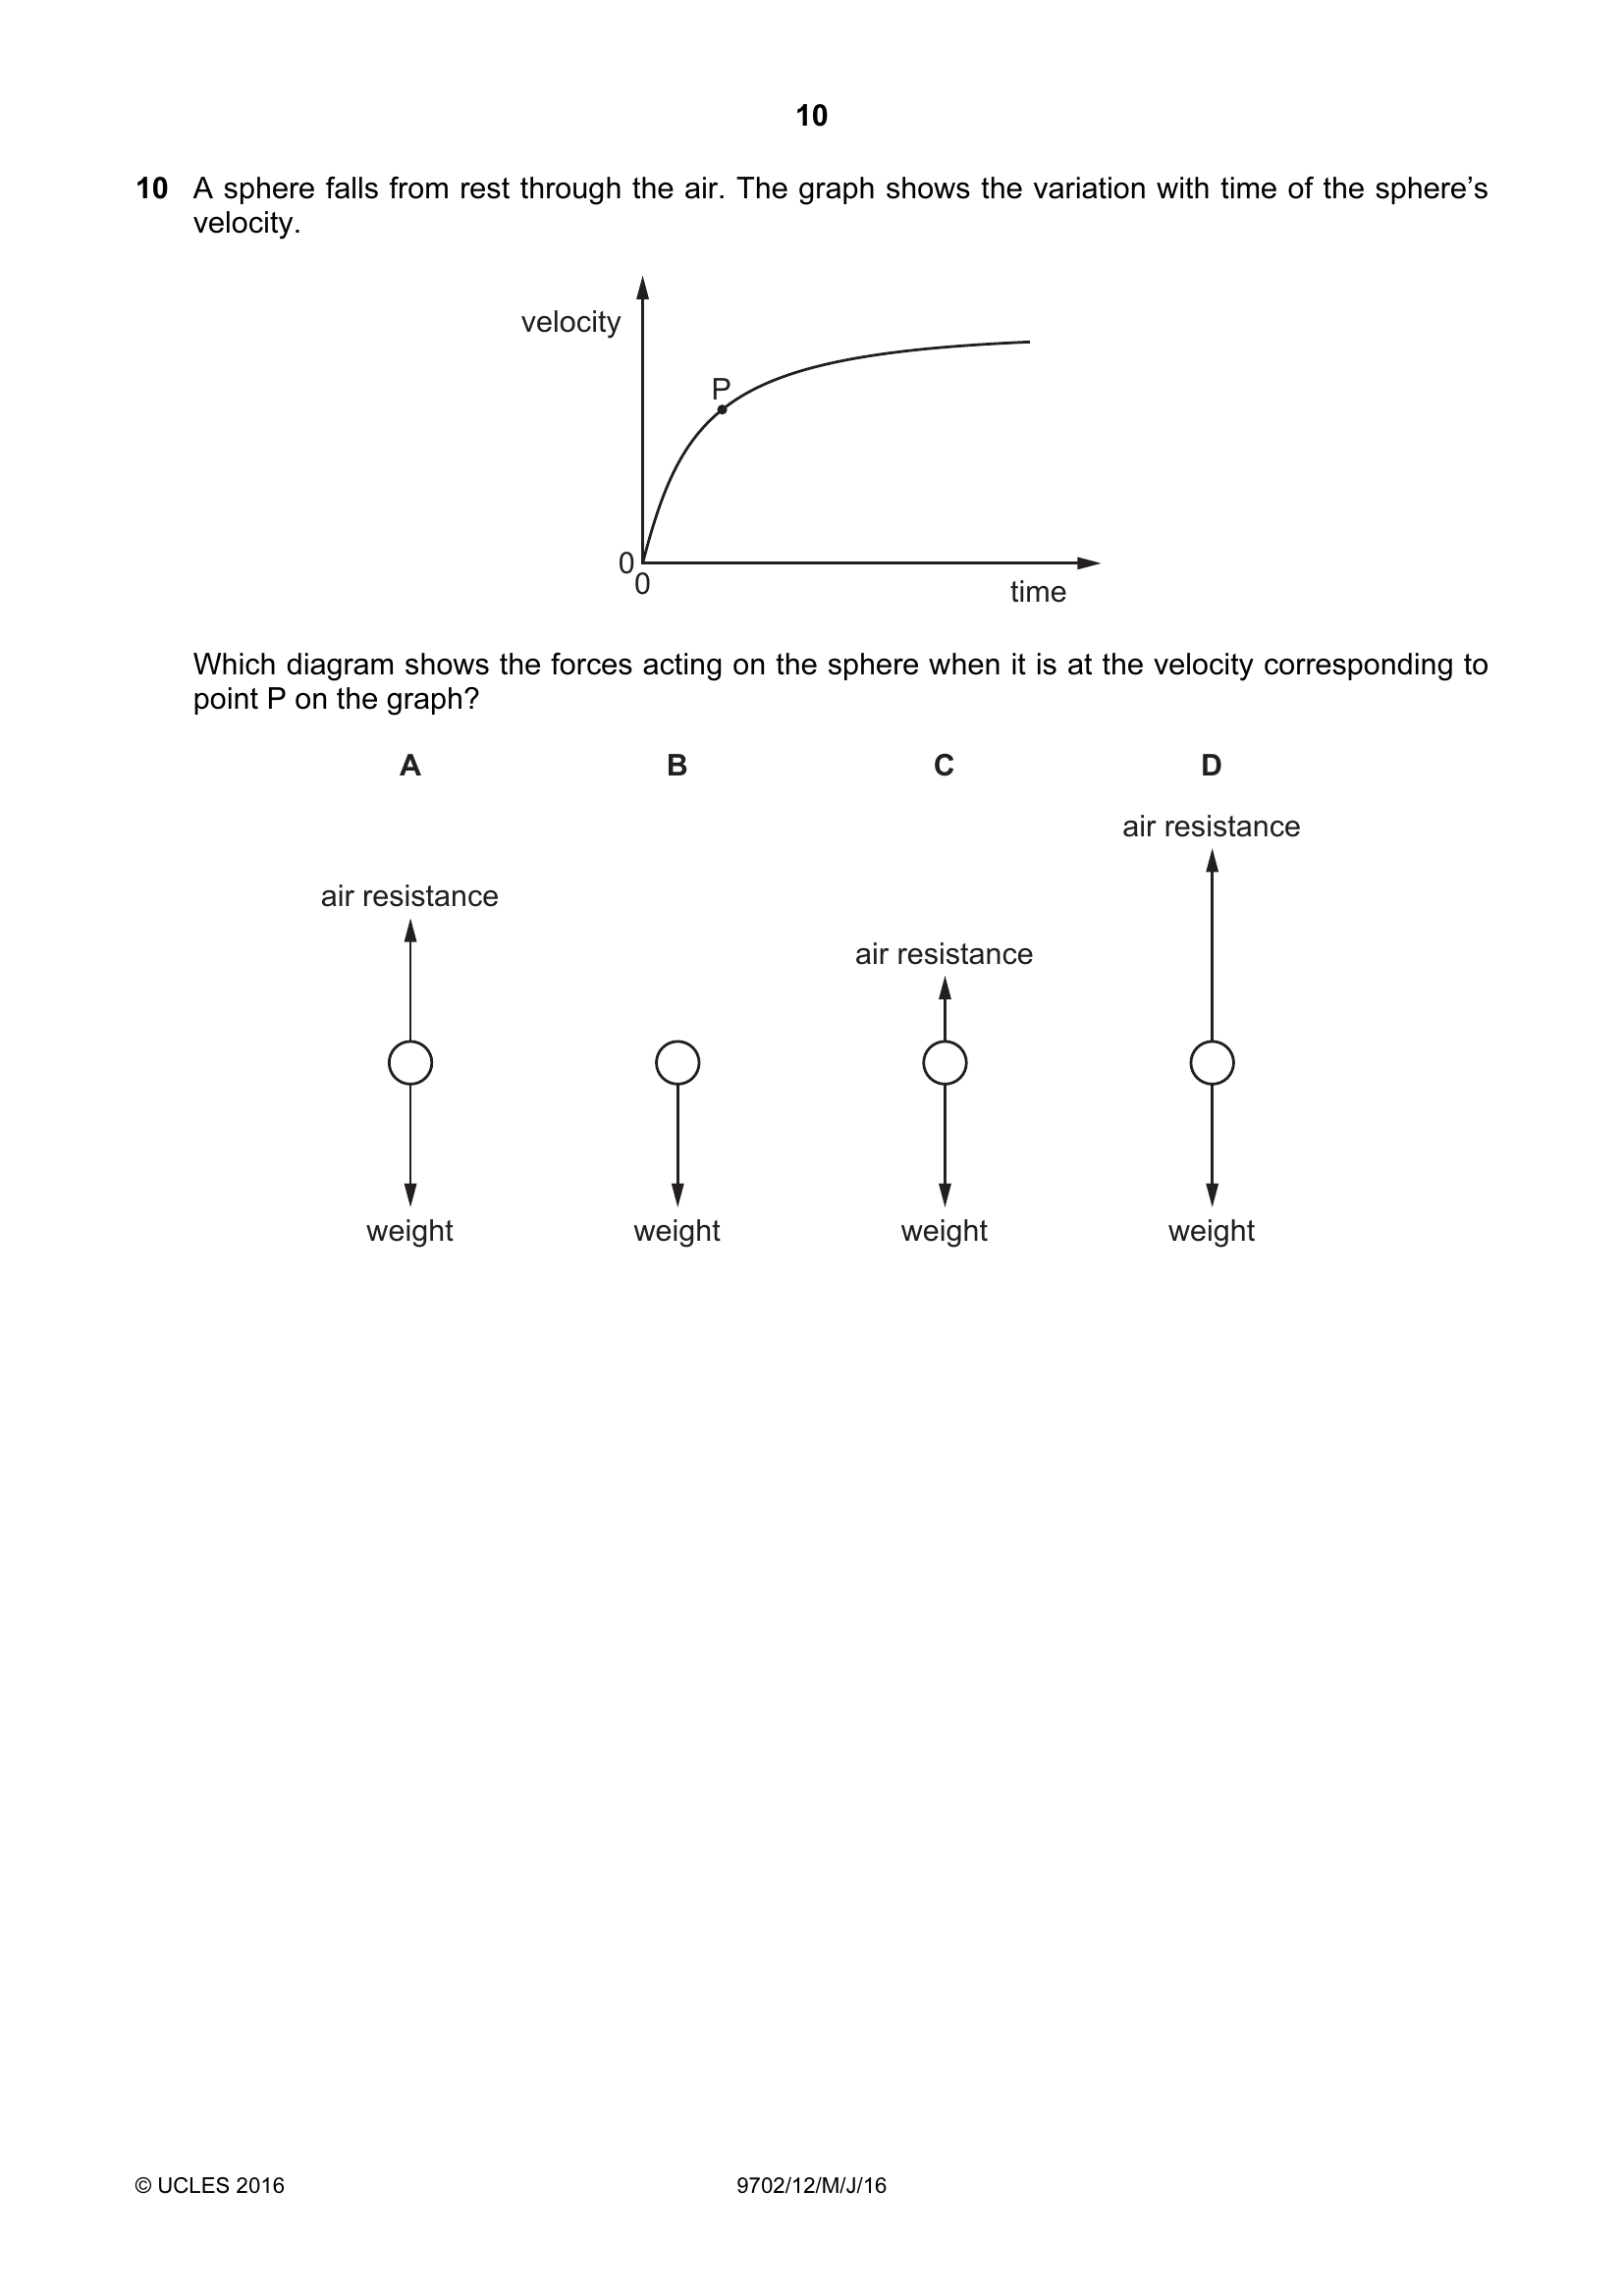 10
10 A sphere falls from rest through the air. The graph shows the variation with time of the sphere’s
velocity.
velocity
P
0
0
time
Which diagram shows the forces acting on the sphere when it is at the velocity corresponding to
point P on the graph?
A B C D
air resistance
air resistance
air resistance
weight weight weight weight
© UCLES 2016 9702/12/M/J/16